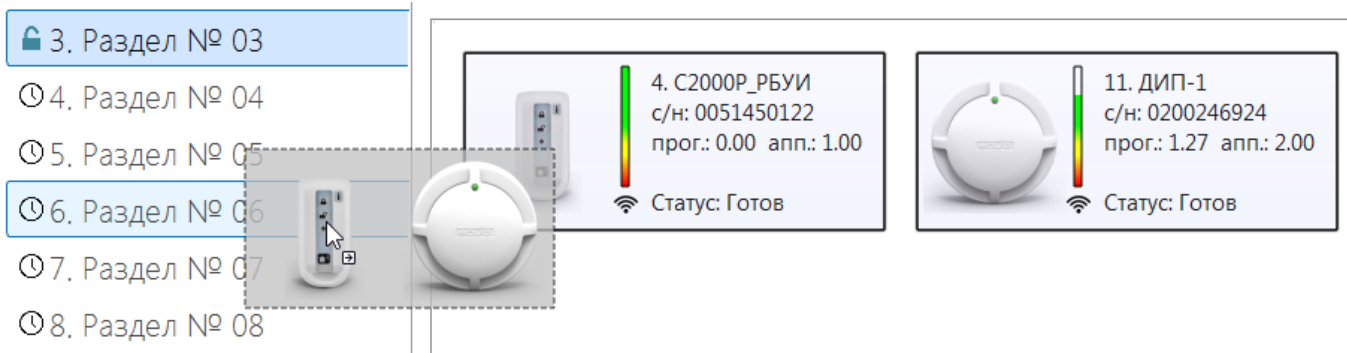 3. Раздел № 03
4. Раздел № 04
5. Раздел № 05
6. Раздел № 06
7. Раздел № 07
8. Раздел № 08
4. С2000Р_РБУИ
с/н: 0051450122
прог.: 0.00 апп.: 1.00
Статус: Готов
11. ДИП-1
с/н: 0200246924
прог.: 1.27 апп.: 2.00
Статус: Готов